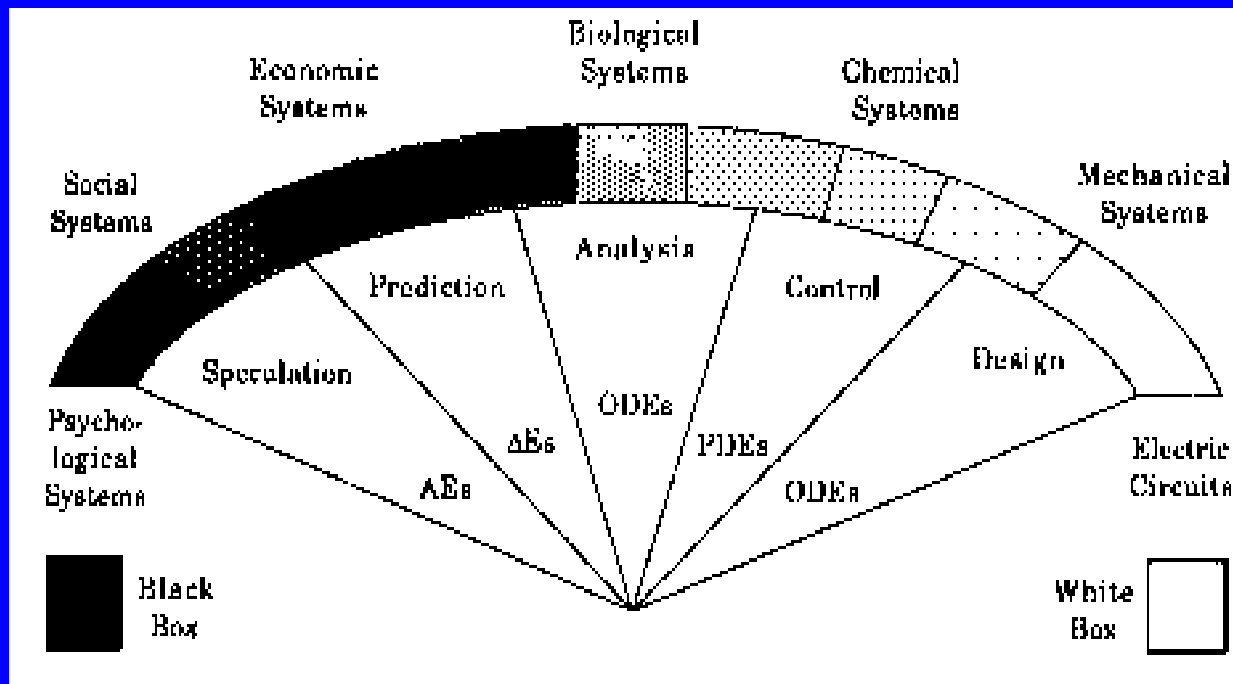 Biological
Systems
Economic
Systems
Chemical
Systems
Social
Systems
Mechanical
Systems
Analysis
Prediction
Control
Speculation
Design
ODEs
ΔEs
PDEs
AEs
ODEs
Psycho-
logical
Systems
Electric
Circuits
Black
Box
White
Box